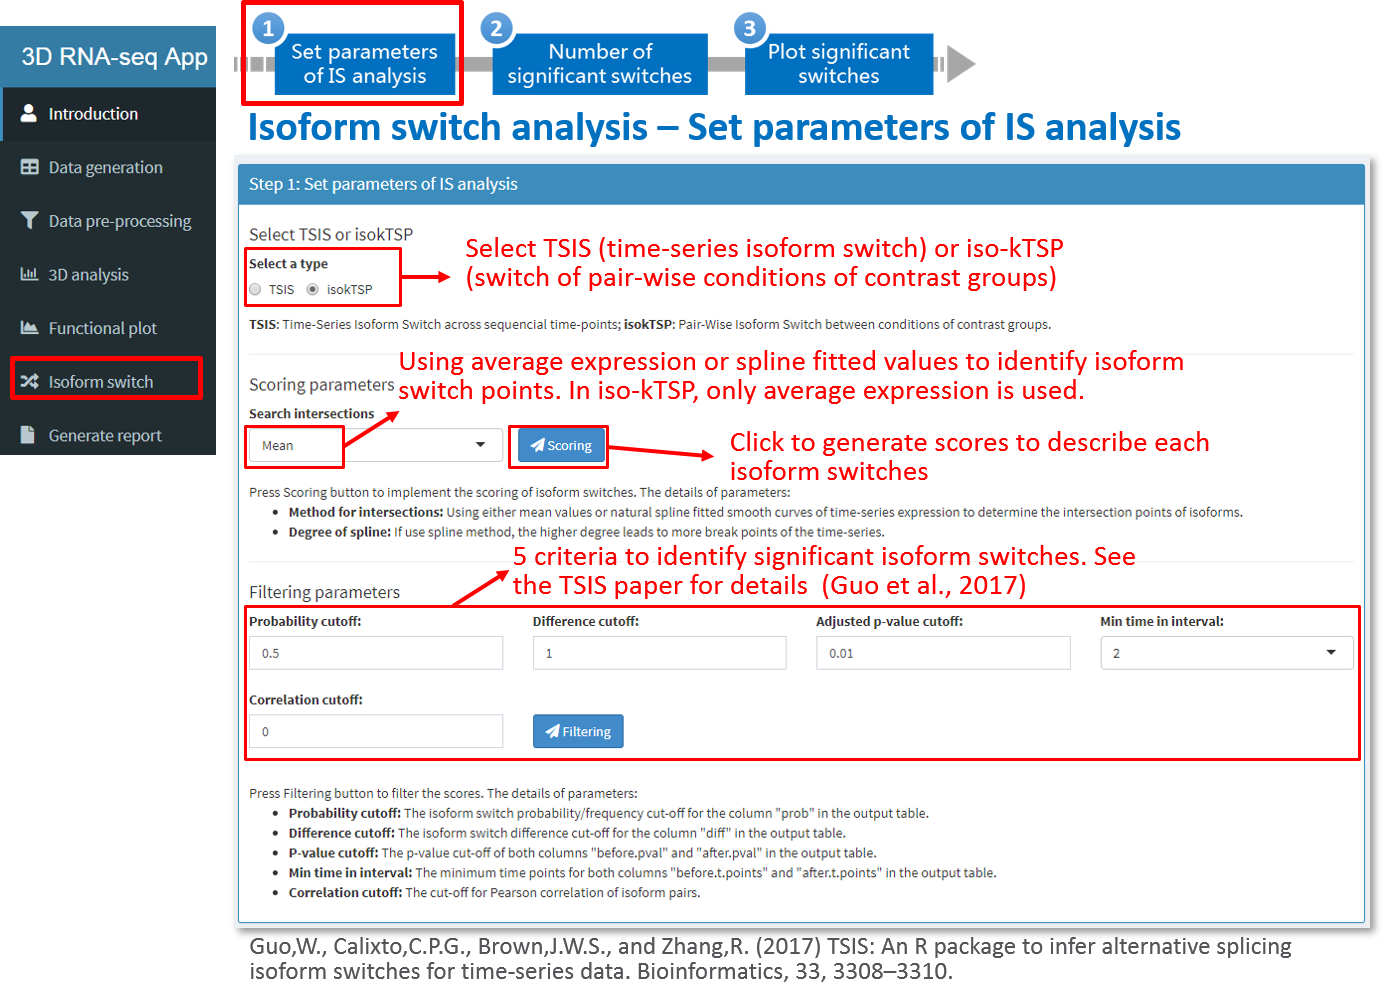 3D RNA-seq App
Introduction
Data generation
Data pre-processing
3D analysis
Functional plot
Isoform switch
Generate report
1
Set parameters
of IS analysis
2
Number of
significant switches
3
Plot significant
switches
Isoform switch analysis – Set parameters of IS analysis
Step 1: Set parameters of IS analysis
Select TSIS or isokTSP
Select a type
TSIS isokTSP
Select TSIS (time-series isoform switch) or iso-kTSP
(switch of pair-wise conditions of contrast groups)
TSIS: Time-Series Isoform Switch across sequencial time-points; isokTSP: Pair-Wise Isoform Switch between conditions of contrast groups.
Using average expression or spline fitted values to identify isoform
switch points. In iso-kTSP, only average expression is used.
Scoring parameters
Search intersections
Mean
Scoring
Click to generate scores to describe each
isoform switches
Press Scoring button to implement the scoring of isoform switches. The details of parameters:
• Method for intersections: Using either mean values or natural spline fitted smooth curves of time-series expression to determine the intersection points of isoforms.
• Degree of spline: If use spline method, the higher degree leads to more break points of the time-series.
5 criteria to identify significant isoform switches. See
the TSIS paper for details (Guo et al., 2017)
Filtering parameters
Probability cutoff: Difference cutoff: Adjusted p-value cutoff: Min time in interval:
0.5 1 0.01 2
Correlation cutoff:
0 Filtering
Press Filtering button to filter the scores. The details of parameters:
• Probability cutoff: The isoform switch probability/frequency cut-off for the column "prob" in the output table.
• Difference cutoff: The isoform switch difference cut-off for the column "diff" in the output table.
• P-value cutoff: The p-value cut-off of both columns "before.pval" and "after.pval" in the output table.
• Min time in interval: The minimum time points for both columns "before.t.points" and "after.t.points" in the output table.
• Correlation cutoff: The cut-off for Pearson correlation of isoform pairs.
Guo,W., Calixto,C.P.G., Brown,J.W.S., and Zhang,R. (2017) TSIS: An R package to infer alternative splicing
isoform switches for time-series data. Bioinformatics, 33, 3308–3310.